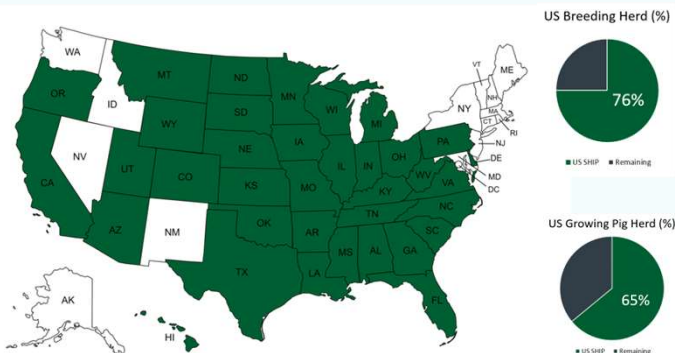 US Breeding Herd (%)
76%
US SHIP Remaining
US Growing Pig Herd (%)
65%
US SHIP Remaining
WA
MT
ND
MN
VT
ME
OR
ID
SD
WI
MI
NY
NH
MA
CT
RI
WY
NE
IA
PA
NJ
NV
UT
CO
KS
MO
IL
IN
OH
WV
VA
DE
MD
DC
CA
KY
AZ
NM
OK
AR
TN
NC
SC
TX
LA
MS
AL
GA
FL
AK
HI